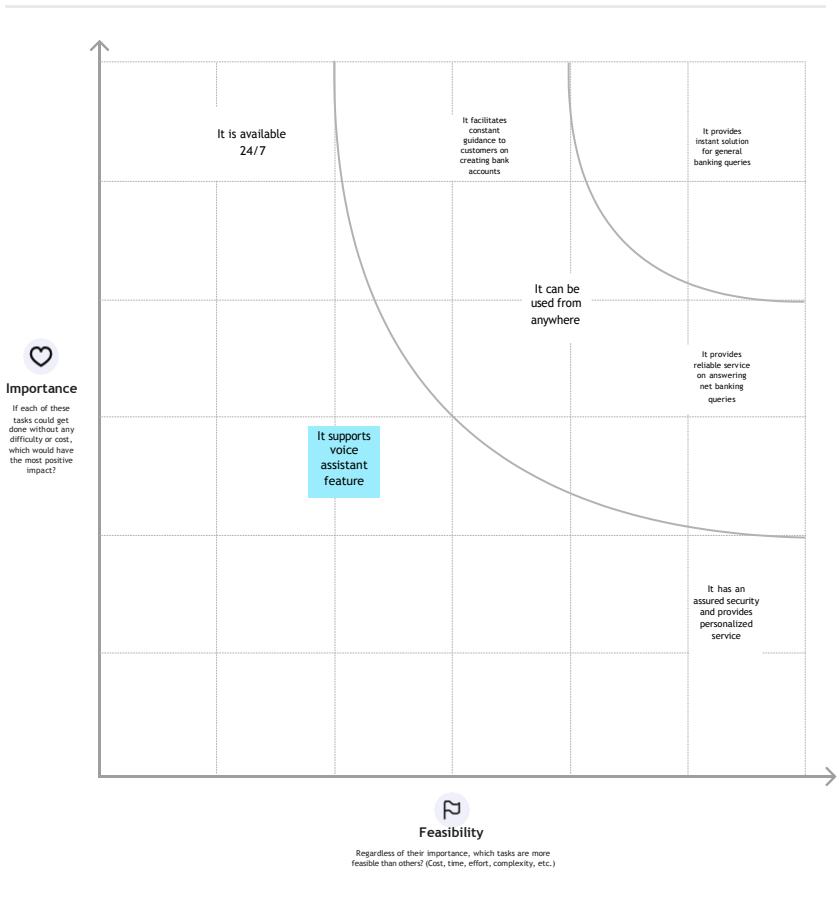 It is available
24/7
It facilitates
constant
guidance to
customers on
creating bank
accounts
It provides
instant solution
for general
banking queries
It can be
used from
anywhere
It provides
reliable service
on answering
net banking
queries
Importance
If each of these
tasks could get
done without any
difficulty or cost,
which would have
the most positive
impact?
It supports
voice
assistant
feature
It has an
assured security
and provides
personalized
service
Feasibility
Regardless of their importance, which tasks are more
feasible than others? (Cost, time, effort, complexity, etc.)